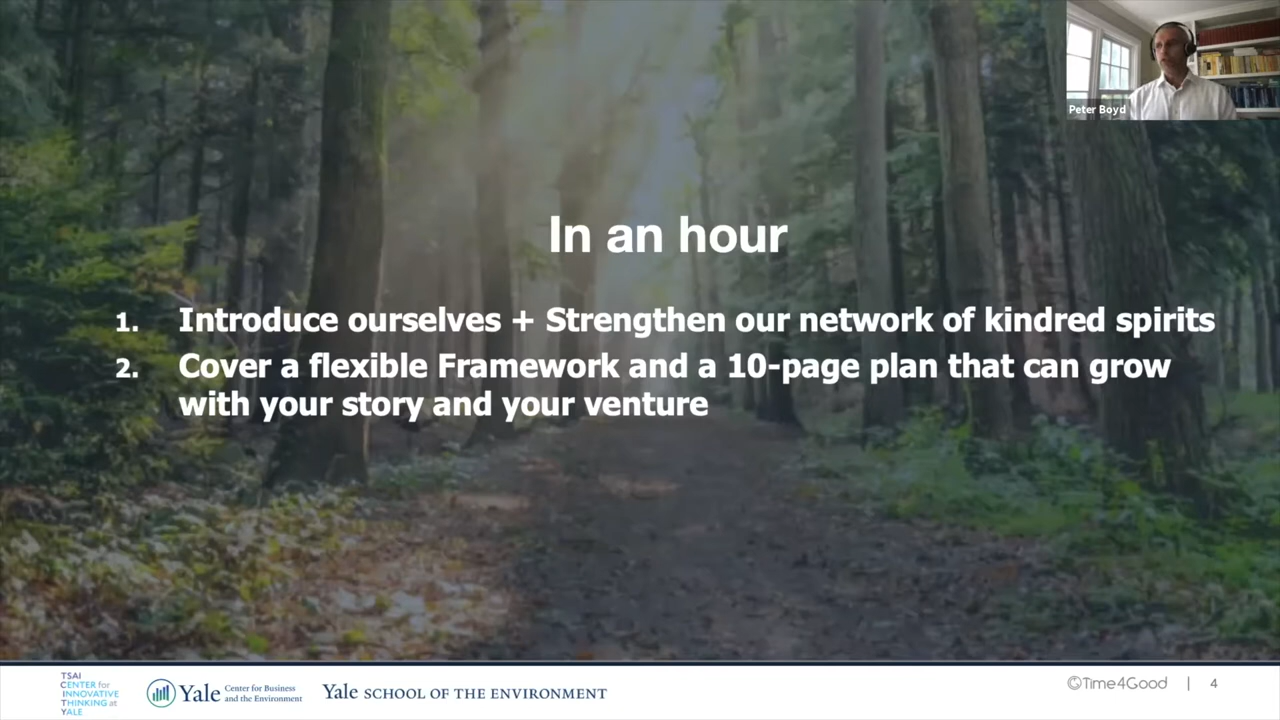 Peter Boyd
In an hour
1. Introduce ourselves + Strengthen our network of kindred spirits
2. Cover a flexible Framework and a 10-page plan that can grow
with your story and your venture
TSAI
CENTER for
INNOVATIVE
THINKING at
YALE
Yale Center for Business
and the Environment
Yale SCHOOL OF THE ENVIRONMENT
©Time4Good | 4